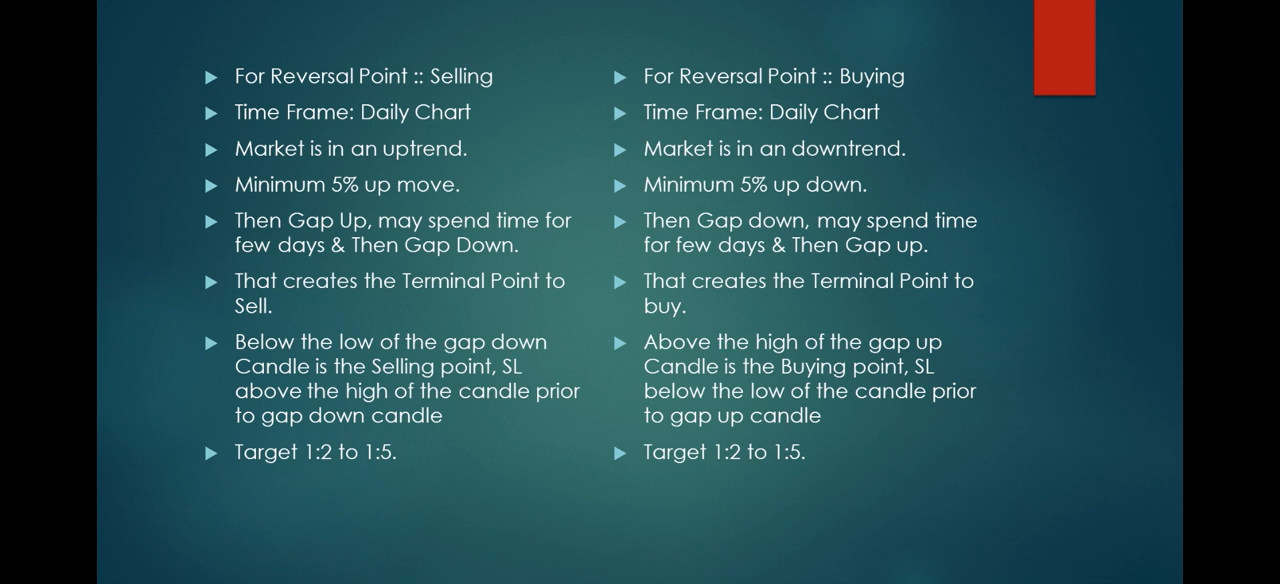 For Reversal Point :: Selling
Time Frame: Daily Chart
Market is in an uptrend.
Minimum 5% up move.
Then Gap Up, may spend time for
few days & Then Gap Down.
That creates the Terminal Point to
Sell.
Below the low of the gap down
Candle is the Selling point, SL
above the high of the candle prior
to gap down candle
Target 1:2 to 1:5.
For Reversal Point :: Buying
Time Frame: Daily Chart
Market is in an downtrend.
Minimum 5% up down.
Then Gap down, may spend time
for few days & Then Gap up.
That creates the Terminal Point to
buy.
Above the high of the gap up
Candle is the Buying point, SL
below the low of the candle prior
to gap up candle
Target 1:2 to 1:5.